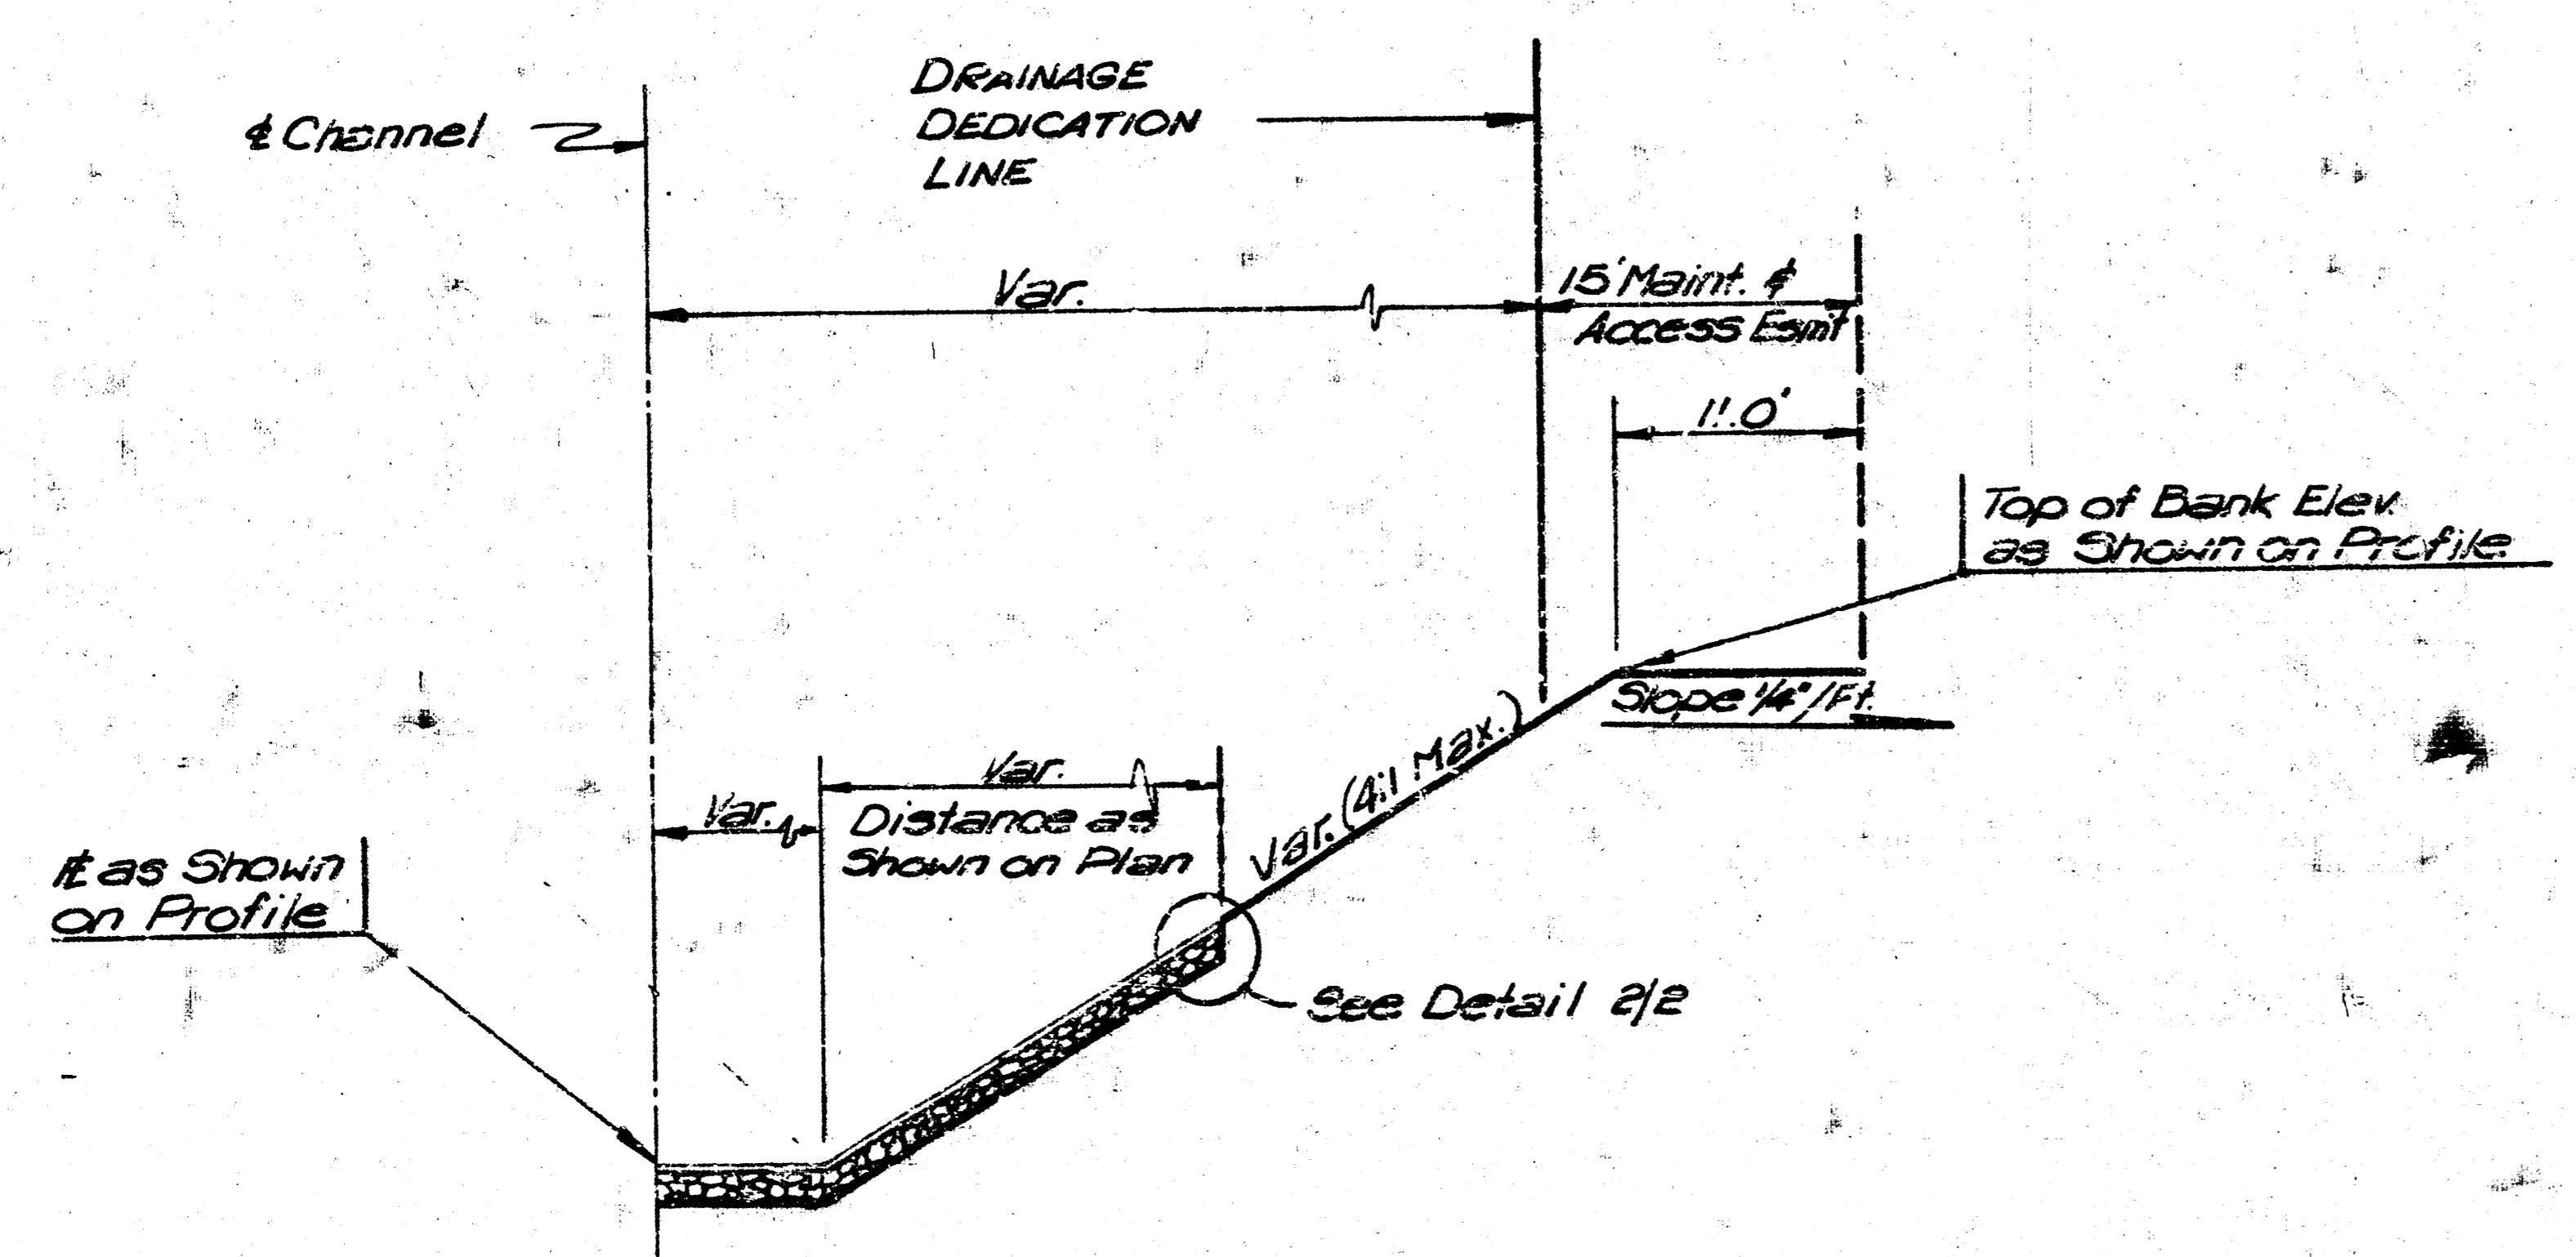 ℄ Channel
DRAINAGE
DEDICATION
LINE
Var.
15' Maint. &
Access Esmt
11.0'
Top of Bank Elev.
as Shown on Profile
Slope 1/4"/Ft.
Var. (4:1 Max.)
Var.
Var.
Distance as
Shown on Plan
as Shown
on Profile
See Detail 2/2